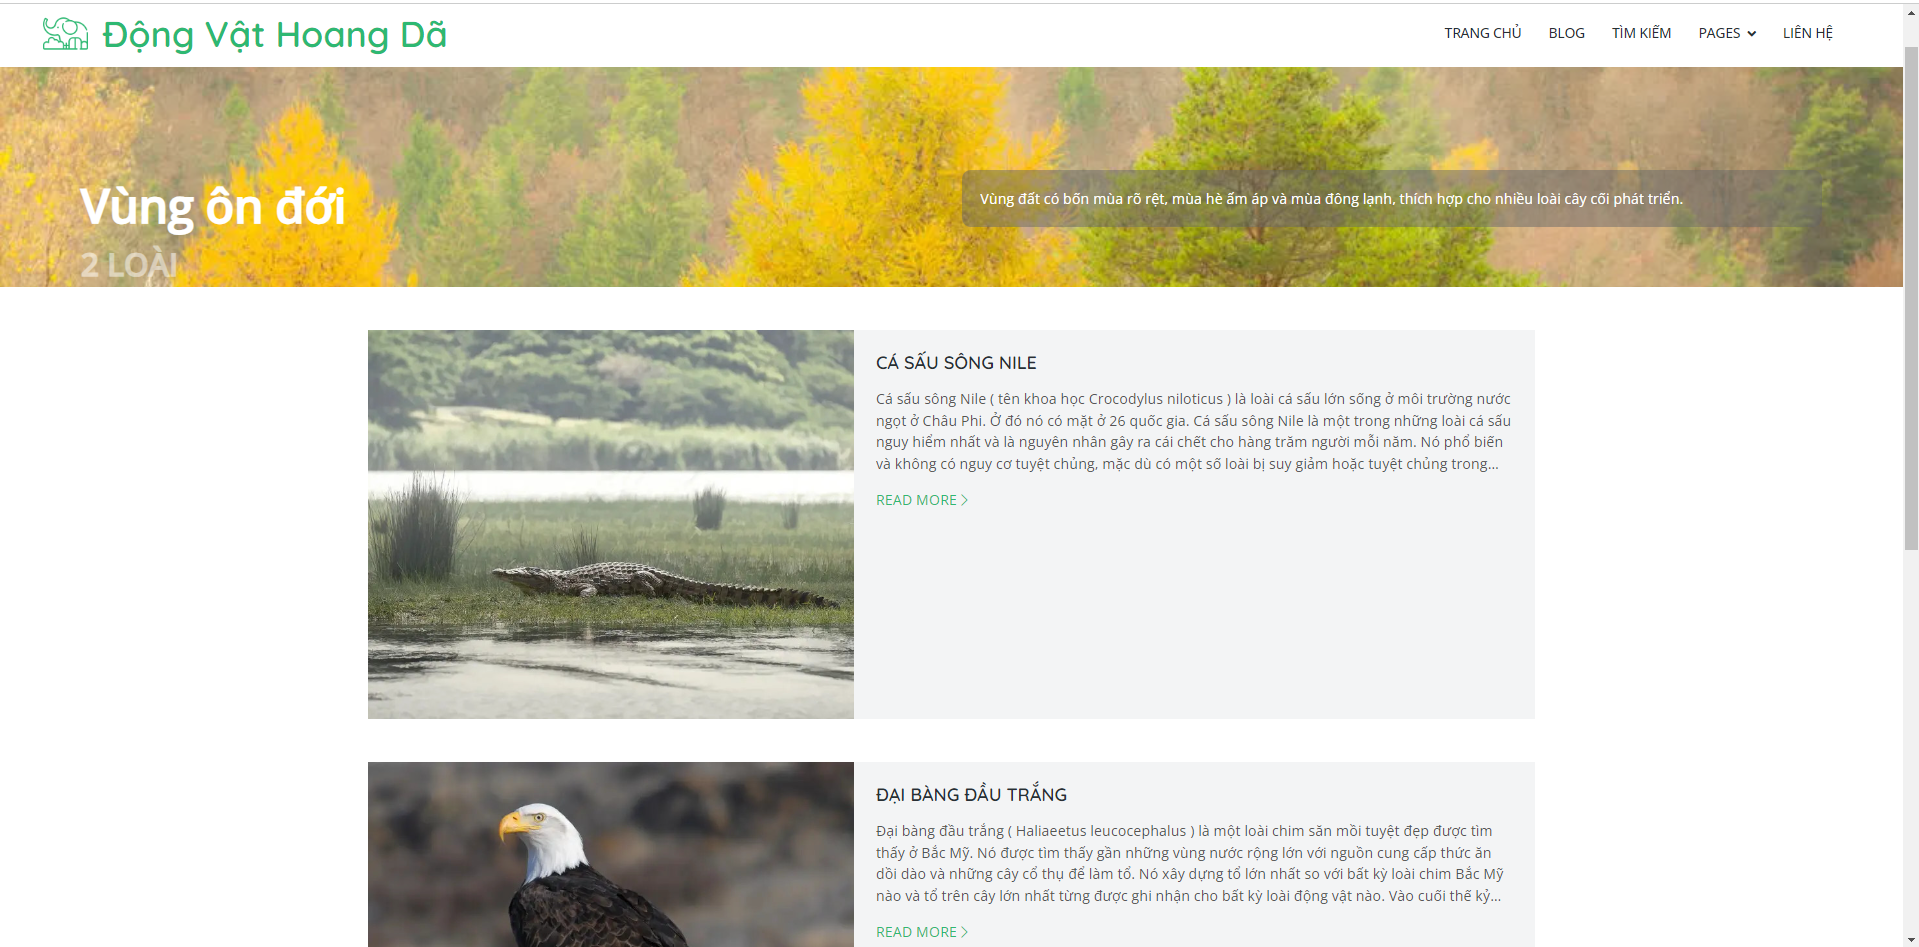 Động Vật Hoang Dã
TRANG CHỦ BLOG TÌM KIẾM PAGES LIÊN HỆ
Vùng ôn đới
2 LOÀI
Vùng đất có bốn mùa rõ rệt, mùa hè ấm áp và mùa đông lạnh, thích hợp cho nhiều loài cây cối phát triển.
CÁ SẤU SÔNG NILE
Cá sấu sông Nile ( tên khoa học Crocodylus niloticus ) là loài cá sấu lớn sống ở môi trường nước
ngọt ở Châu Phi. Ở đó nó có mặt ở 26 quốc gia. Cá sấu sông Nile là một trong những loài cá sấu
nguy hiểm nhất và là nguyên nhân gây ra cái chết cho hàng trăm người mỗi năm. Nó phổ biến
và không có nguy cơ tuyệt chủng, mặc dù có một số loài bị suy giảm hoặc tuyệt chủng trong...
READ MORE
ĐẠI BÀNG ĐẦU TRẮNG
Đại bàng đầu trắng ( Haliaeetus leucocephalus ) là một loài chim săn mồi tuyệt đẹp được tìm
thấy ở Bắc Mỹ. Nó được tìm thấy gần những vùng nước rộng lớn với nguồn cung cấp thức ăn
dồi dào và những cây cổ thụ để làm tổ. Nó xây dựng tổ lớn nhất so với bất kỳ loài chim Bắc Mỹ
nào và tổ trên cây lớn nhất từng được ghi nhận cho bất kỳ loài động vật nào. Vào cuối thế kỷ...
READ MORE